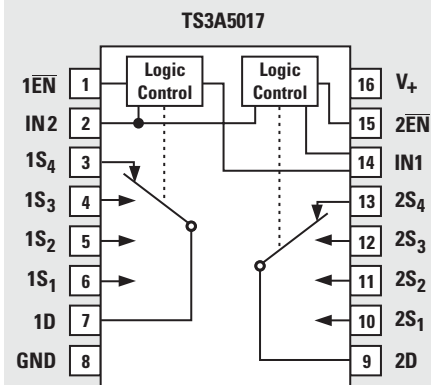 TS3A5017
1EN 1 Logic Control Logic Control 16 V+
IN2 2 15 2EN
1S4 3 14 IN1
1S3 4 13 2S4
1S2 5 12 2S3
1S1 6 11 2S2
1D 7 10 2S1
GND 8 9 2D